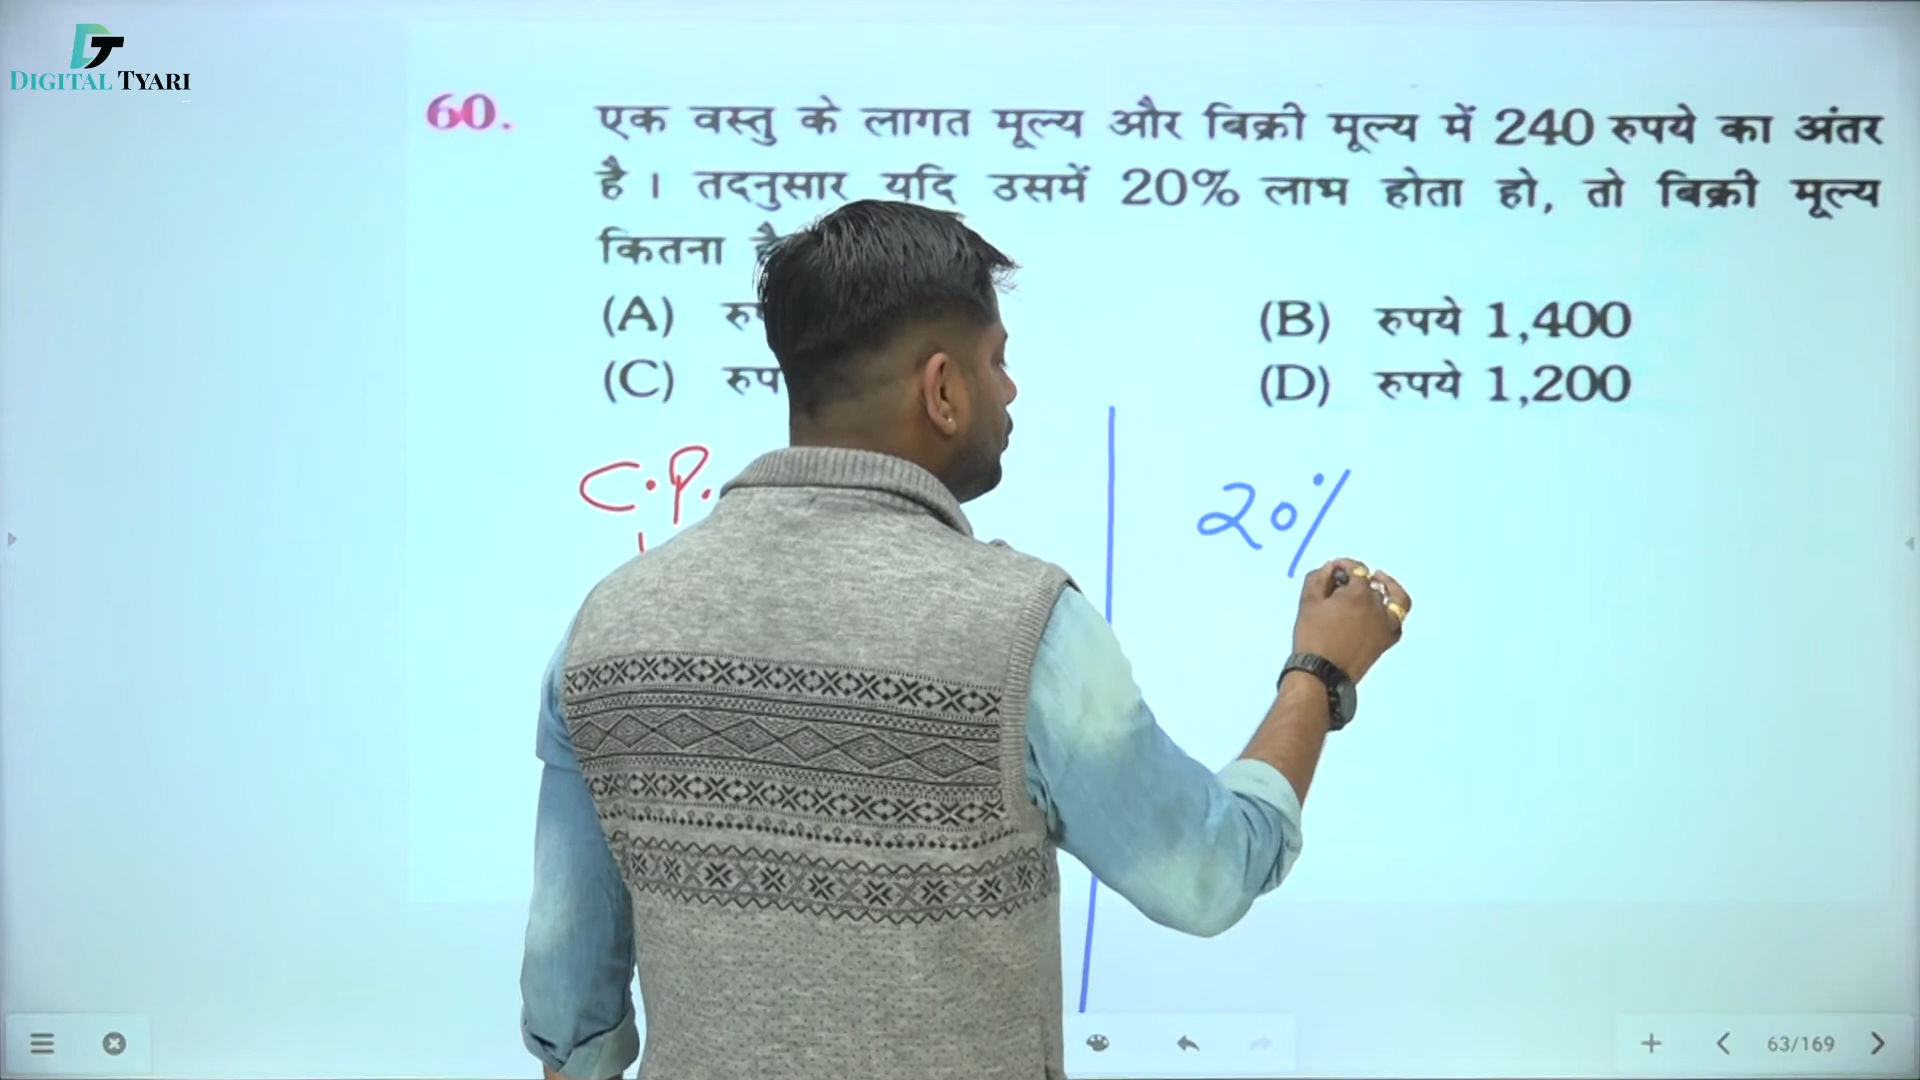 DIGITAL TYARI
60. एक वस्तु के लागत मूल्य और बिक्री मूल्य में 240 रुपये का अंतर
है । तदनुसार यदि उसमें 20% लाभ होता हो, तो बिक्री मूल्य
कितना
(A) (B) रुपये 1,400
(C) (D) रुपये 1,200
C.P.
20%
63/169